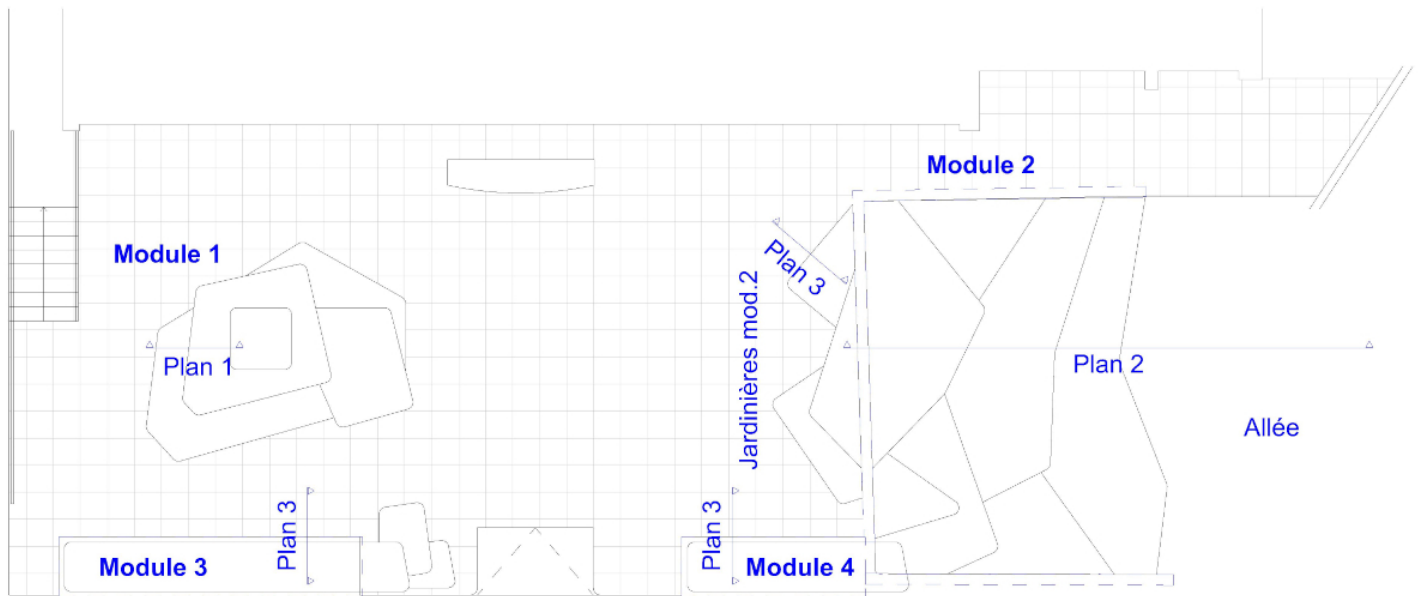 Module 2
Module 1
Plan 3
Jardinières mod.2
Plan 1
Plan 2
Allée
Plan 3
Plan 3
Module 3
Module 4